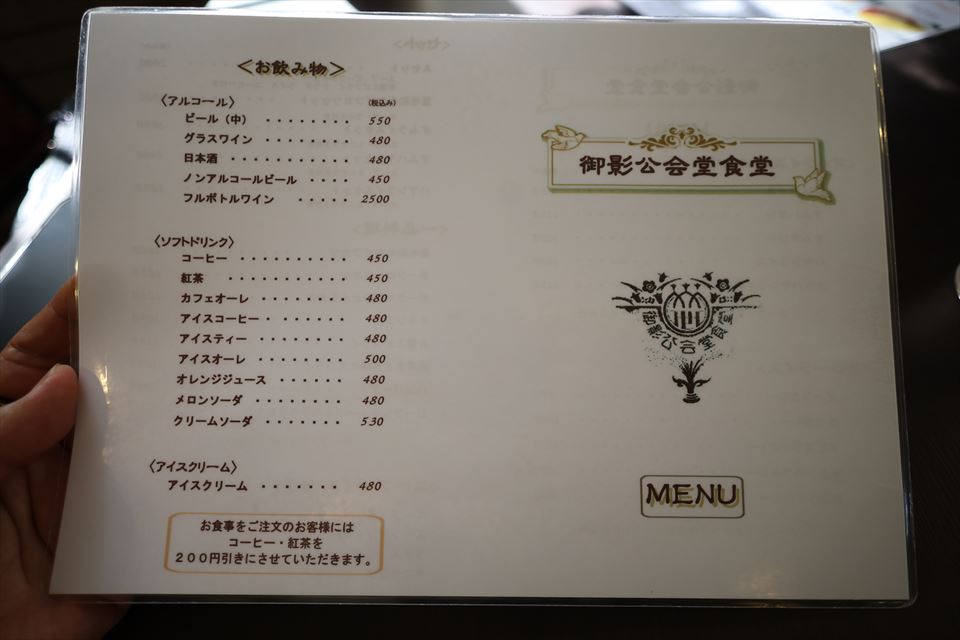 ＜お飲み物＞
〈アルコール〉 (税込み)
ビール（中） ・・・・・・・・ 550
グラスワイン ・・・・・・・・ 480
日本酒 ・・・・・・・・・・・ 480
ノンアルコールビール ・・・・ 450
フルボトルワイン ・・・・・ 2500
〈ソフトドリンク〉
コーヒー ・・・・・・・・・・ 450
紅茶 ・・・・・・・・・・・ 450
カフェオーレ ・・・・・・・・ 480
アイスコーヒー・ ・・・・・・ 480
アイスティー ・・・・・・・・ 480
アイスオーレ ・・・・・・・・ 500
オレンジジュース ・・・・・・ 480
メロンソーダ ・・・・・・・・ 480
クリームソーダ ・・・・・・・ 530
〈アイスクリーム〉
アイスクリーム ・・・・・・・ 480
お食事をご注文のお客様には
コーヒー・紅茶を
２００円引きにさせていただきます。
御影公会堂食堂
御影公会堂食堂
MENU